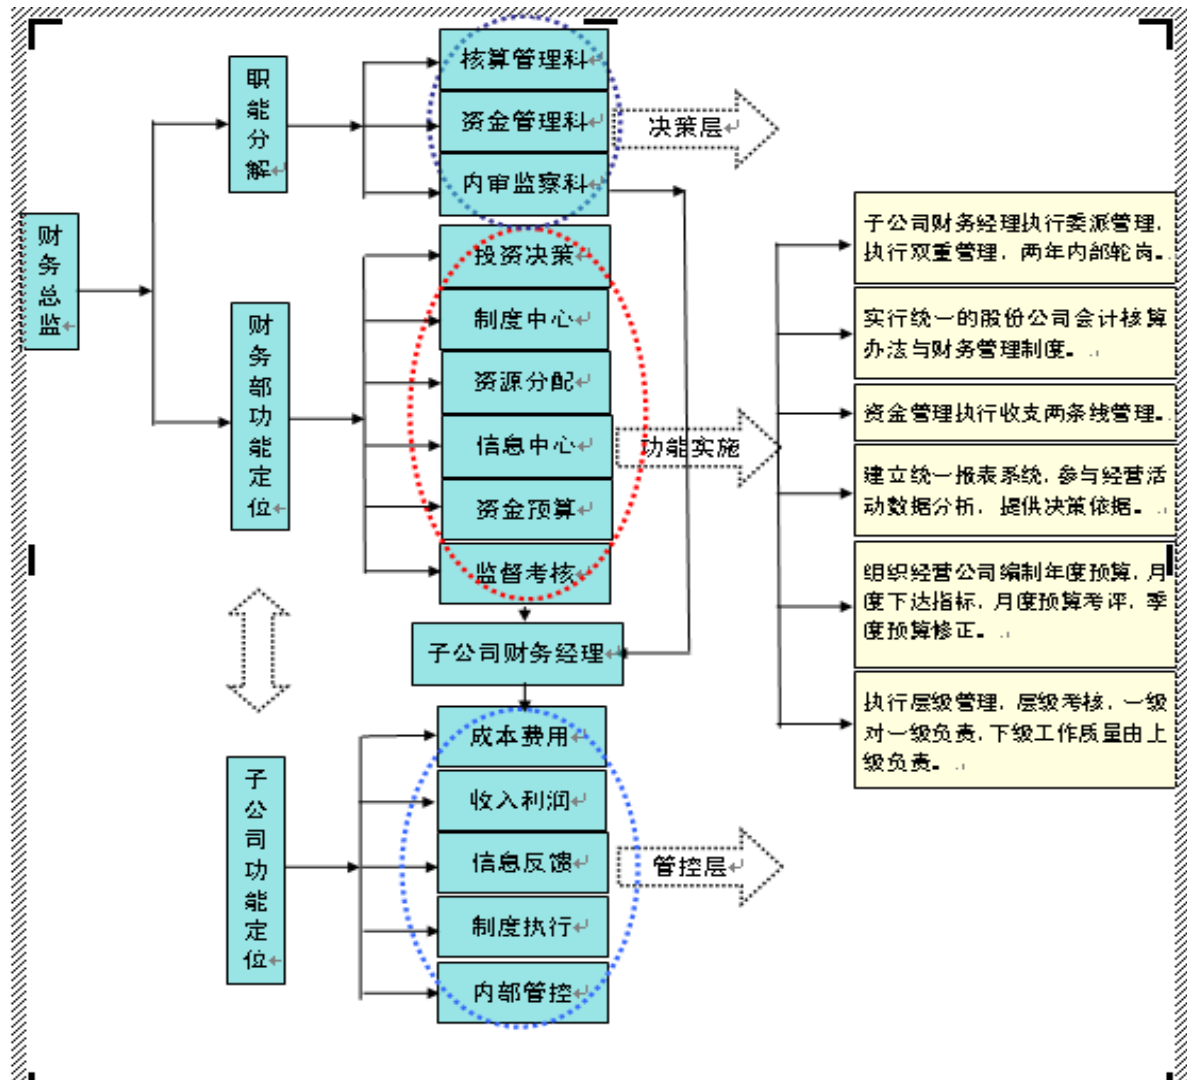 财务总监
职能分解
核算管理科
资金管理科
内审监察科
决策层
财务部功能定位
投资决策
制度中心
资源分配
信息中心
资金预算
监督考核
功能实施
子公司财务经理执行委派管理，
执行双重管理，两年内部轮岗。
实行统一的股份公司会计核算
办法与财务管理制度。
资金管理执行收支两条线管理。
建立统一报表系统，参与经营活
动数据分析，提供决策依据。
组织经营公司编制年度预算，月
度下达指标，月度预算考评，季
度预算修正。
执行层级管理，层级考核，一级
对一级负责，下级工作质量由上
级负责。
子公司财务经理
子公司功能定位
成本费用
收入利润
信息反馈
制度执行
内部管控
管控层